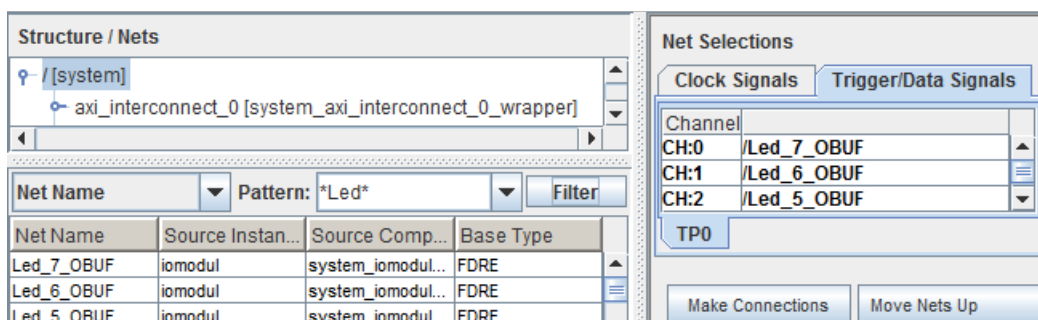 Structure / Nets
/ [system]
axi_interconnect_0 [system_axi_interconnect_0_wrapper]
Net Name Pattern: *Led* Filter
Net Name Source Instan... Source Comp... Base Type
Led_7_OBUF iomodul system_iomodul... FDRE
Led_6_OBUF iomodul system_iomodul... FDRE
Led_5_OBUF iomodul system_iomodul... FDRE
Net Selections
Clock Signals Trigger/Data Signals
Channel
CH:0 /Led_7_OBUF
CH:1 /Led_6_OBUF
CH:2 /Led_5_OBUF
TP0
Make Connections Move Nets Up